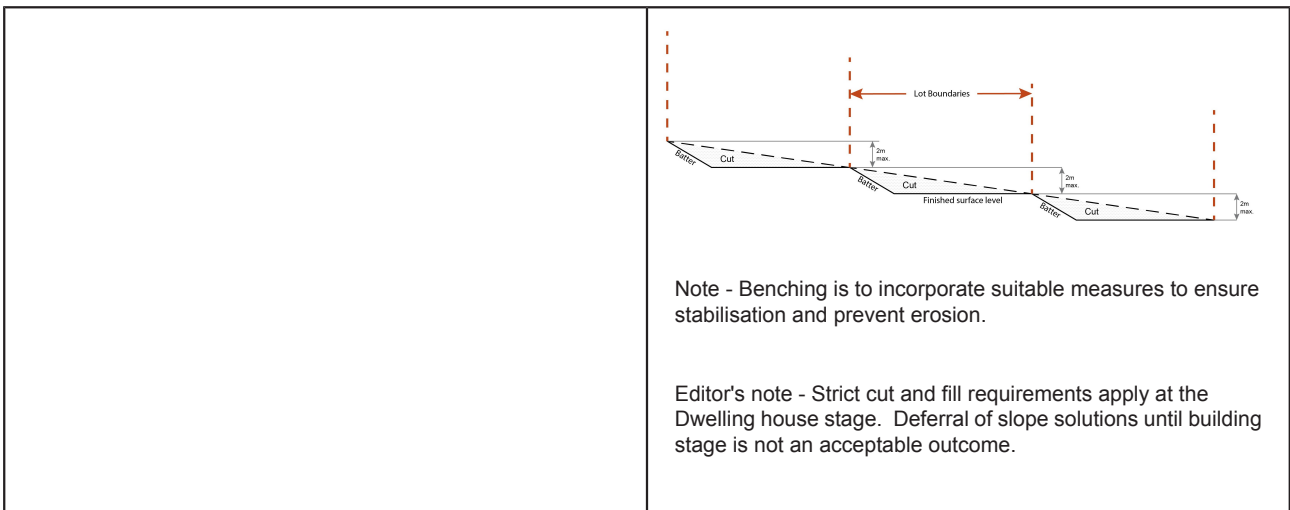 Lot Boundaries
2m
max.
Batter
Cut
2m
max.
Batter
Cut
Finished surface level
2m
max.
Batter
Cut
Note - Benching is to incorporate suitable measures to ensure
stabilisation and prevent erosion.
Editor's note - Strict cut and fill requirements apply at the
Dwelling house stage.  Deferral of slope solutions until building
stage is not an acceptable outcome.